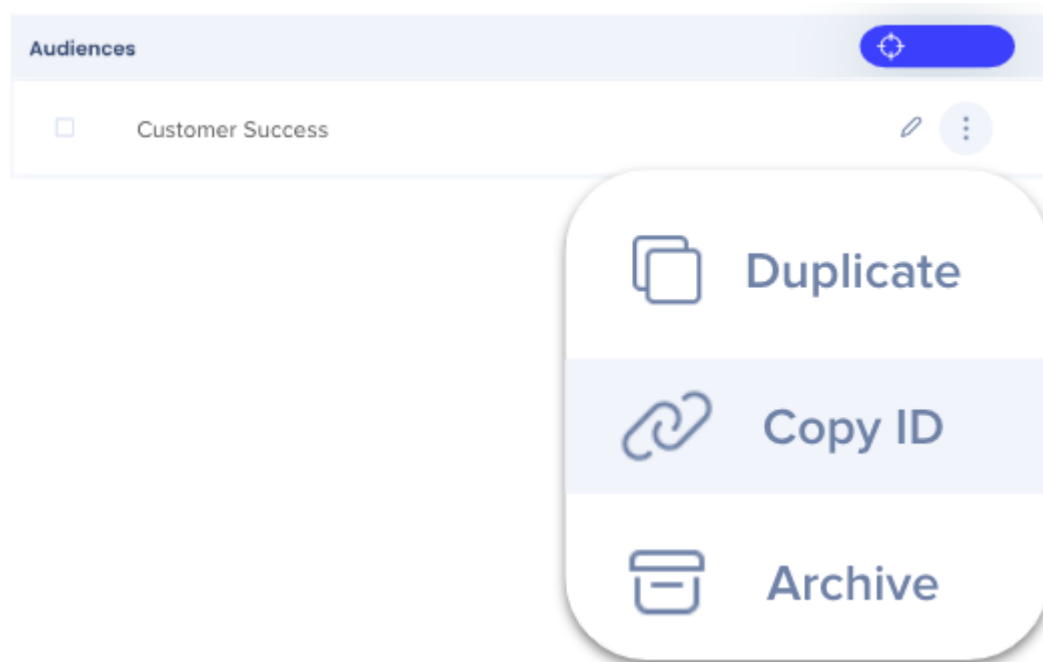 Audiences
Customer Success
Duplicate
Copy ID
Archive